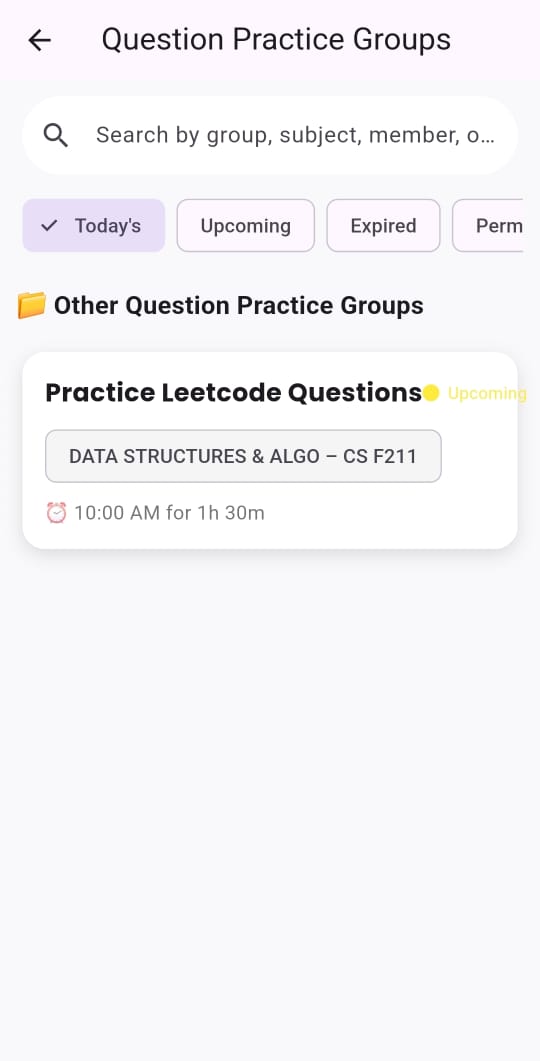 Question Practice Groups
Search by group, subject, member, o...
Today's Upcoming Expired Perm
Other Question Practice Groups
Practice Leetcode Questions Upcoming
DATA STRUCTURES & ALGO – CS F211
10:00 AM for 1h 30m